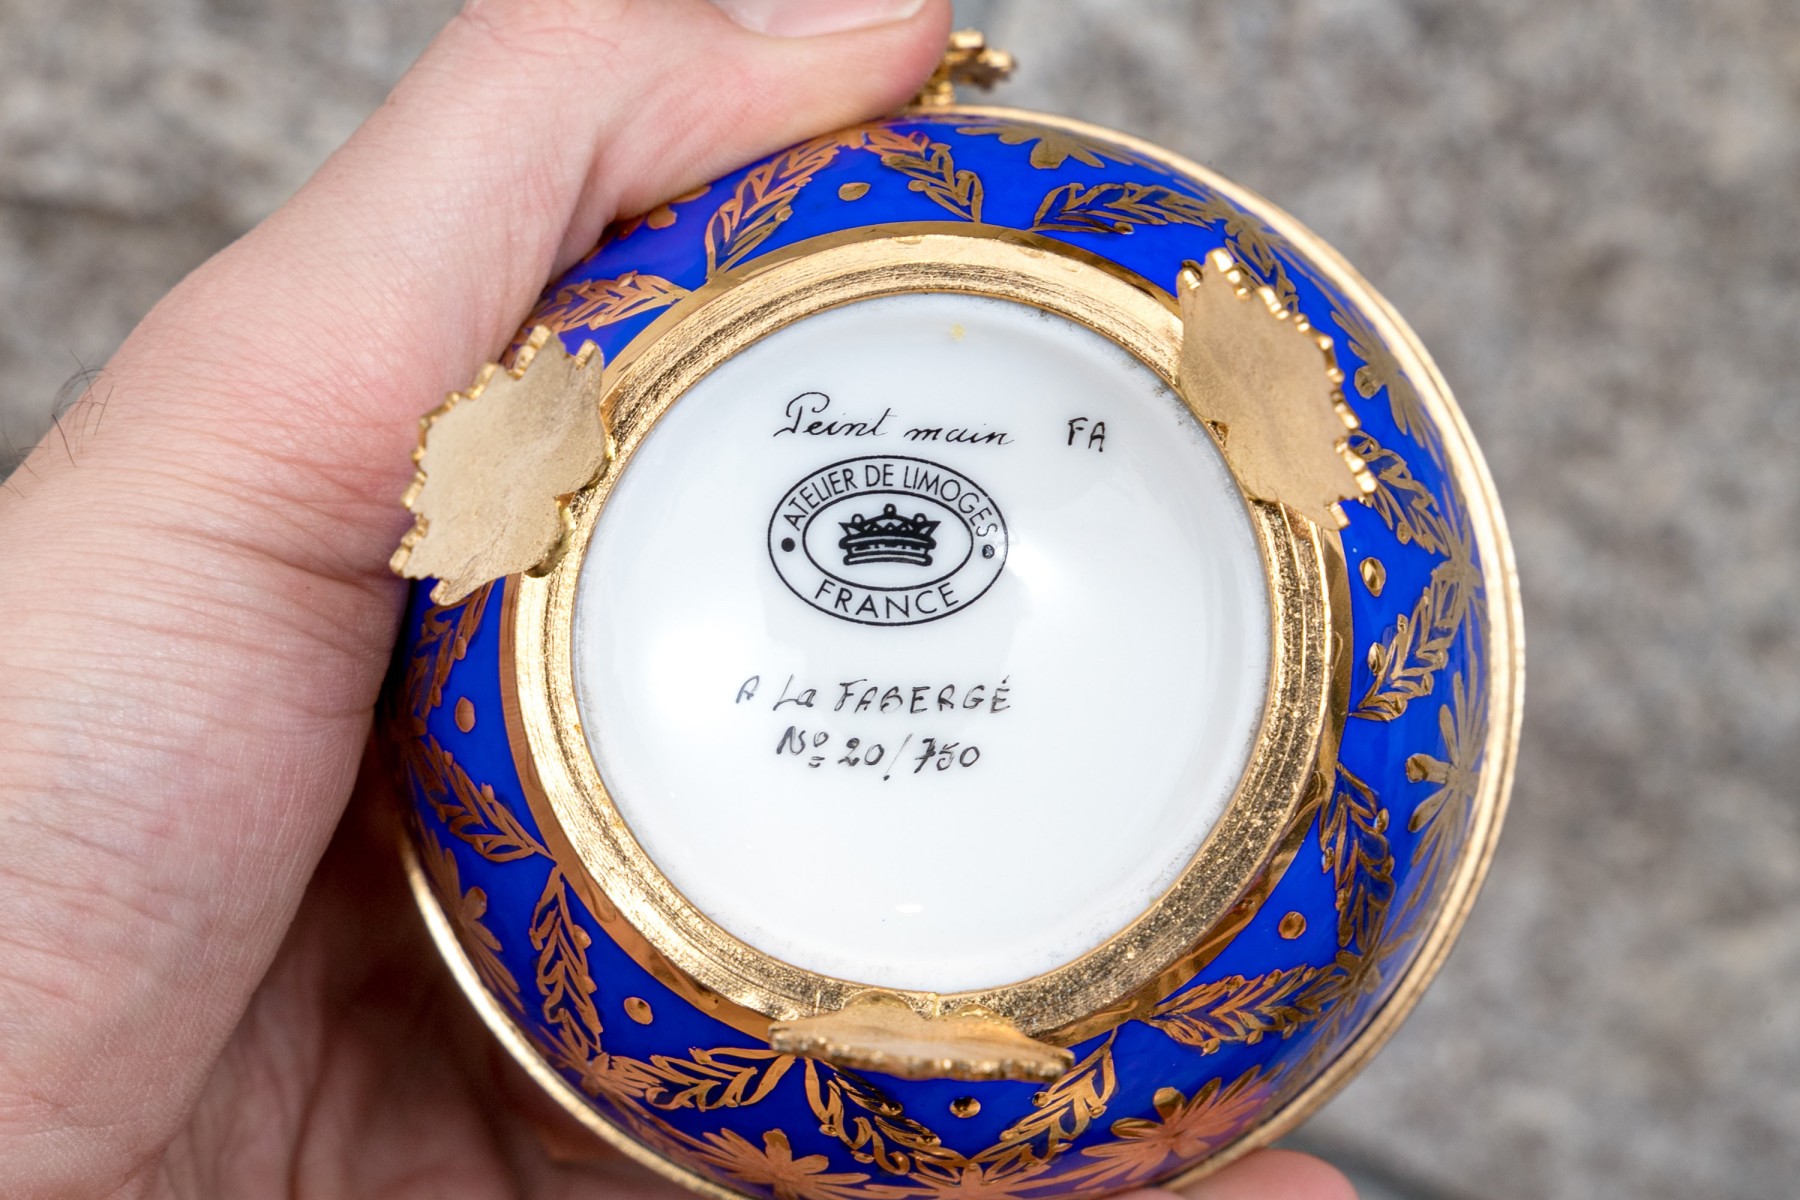 Peint main FA
ATELIER DE LIMOGES
FRANCE
A La FABERGÉ
No 20/750